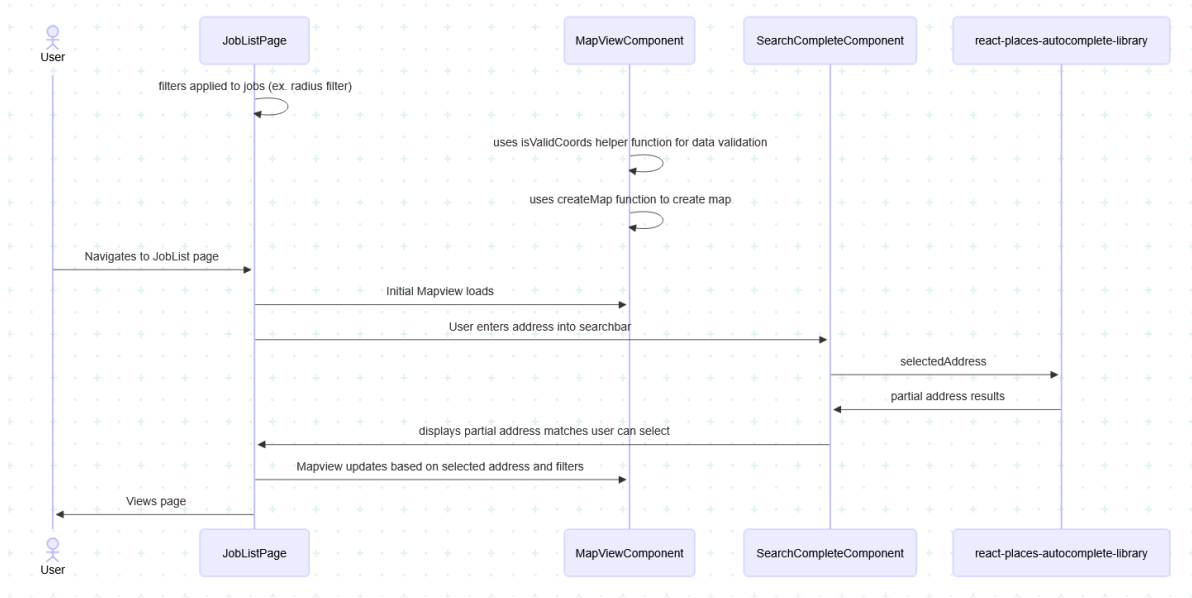 User
JobListPage
MapViewComponent
SearchCompleteComponent
react-places-autocomplete-library
filters applied to jobs (ex. radius filter)
uses isValidCoords helper function for data validation
uses createMap function to create map
Navigates to JobList page
Initial Mapview loads
User enters address into searchbar
selectedAddress
partial address results
displays partial address matches user can select
Mapview updates based on selected address and filters
Views page
User
JobListPage
MapViewComponent
SearchCompleteComponent
react-places-autocomplete-library